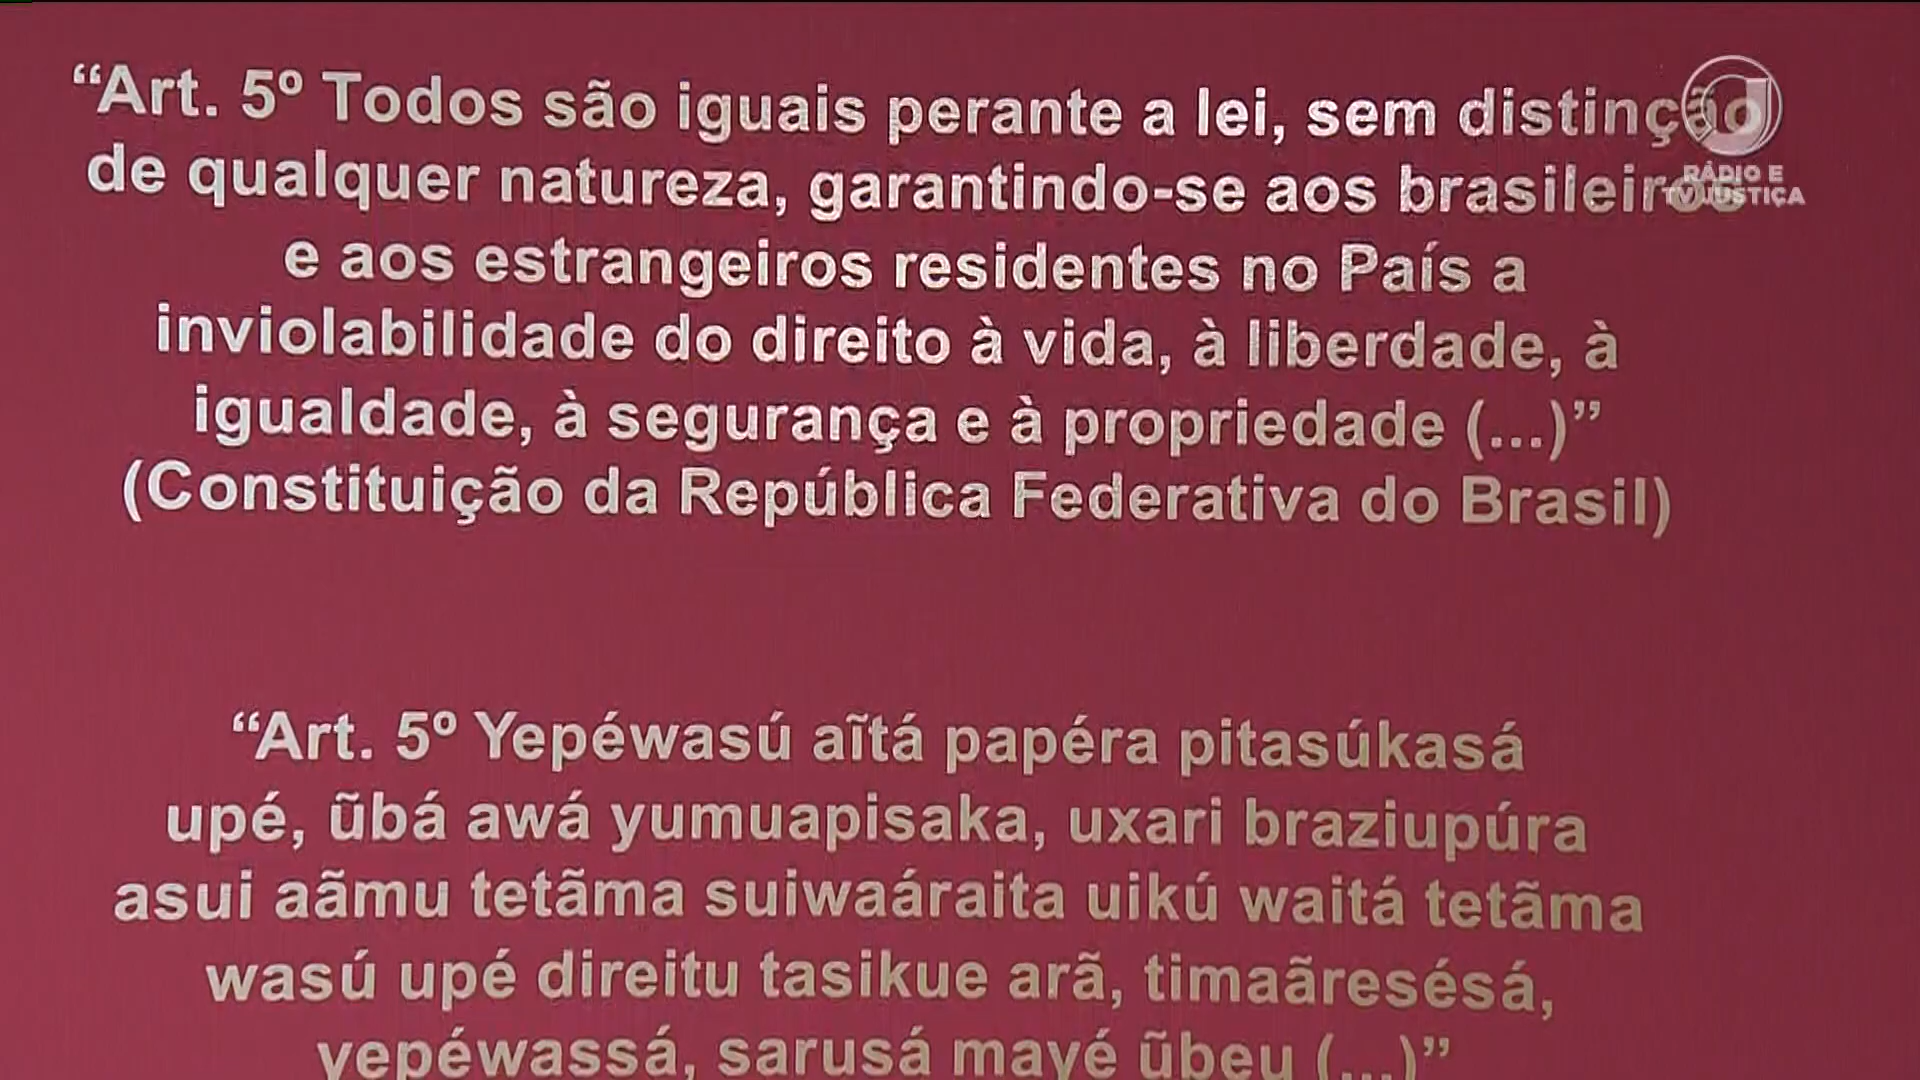 “Art. 5º Todos são iguais perante a lei, sem distinção
de qualquer natureza, garantindo-se aos brasileiros
e aos estrangeiros residentes no País a
inviolabilidade do direito à vida, à liberdade, à
igualdade, à segurança e à propriedade (...)”
(Constituição da República Federativa do Brasil)
“Art. 5º Yepéwasú aĩtá papéra pitasúkasá
upé, ũbá awá yumuapisaka, uxari braziupúra
asui aãmu tetãma suiwaáraita uikú waitá tetãma
wasú upé direitu tasikue arã, timaãresésá,
yepéwassá, sarusá mayé ũbeu (...)”
RÁDIO E
TV JUSTIÇA